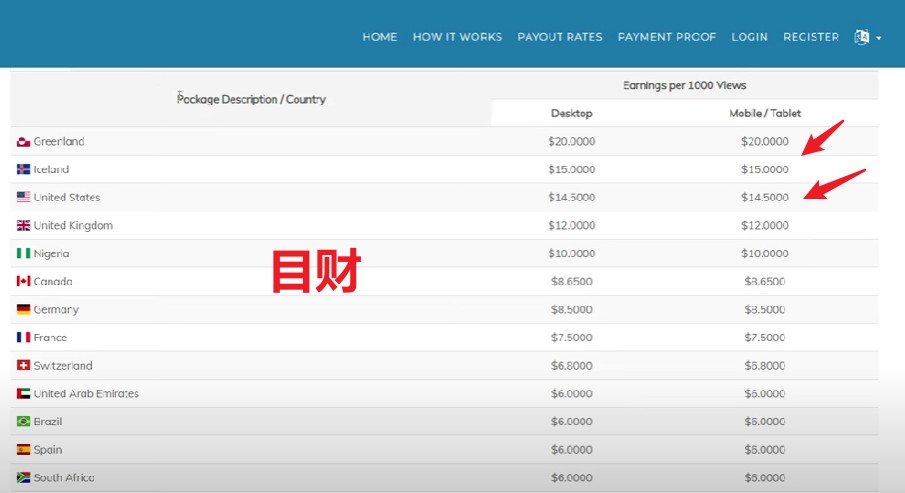 HOME HOW IT WORKS PAYOUT RATES PAYMENT PROOF LOGIN RECISTER
Package Description / Country
Earnings per 1000 Views
Desktop Mobile / Tablet
Greenland $20.0000 $20.0000
Iceland $15.0000 $15.0000
United States $14.5000 $14.5000
United Kingdom $12.0000 $12.0000
Nigeria $10.0000 $10.0000
目财
Canada $8.6500 $8.6500
Germany $8.5000 $8.5000
France $7.5000 $7.5000
Switzerland $6.8000 $6.8000
United Arab Emirates $6.0000 $6.0000
Brazil $6.0000 $6.0000
Spain $6.0000 $6.0000
South Africa $6.0000 $6.0000